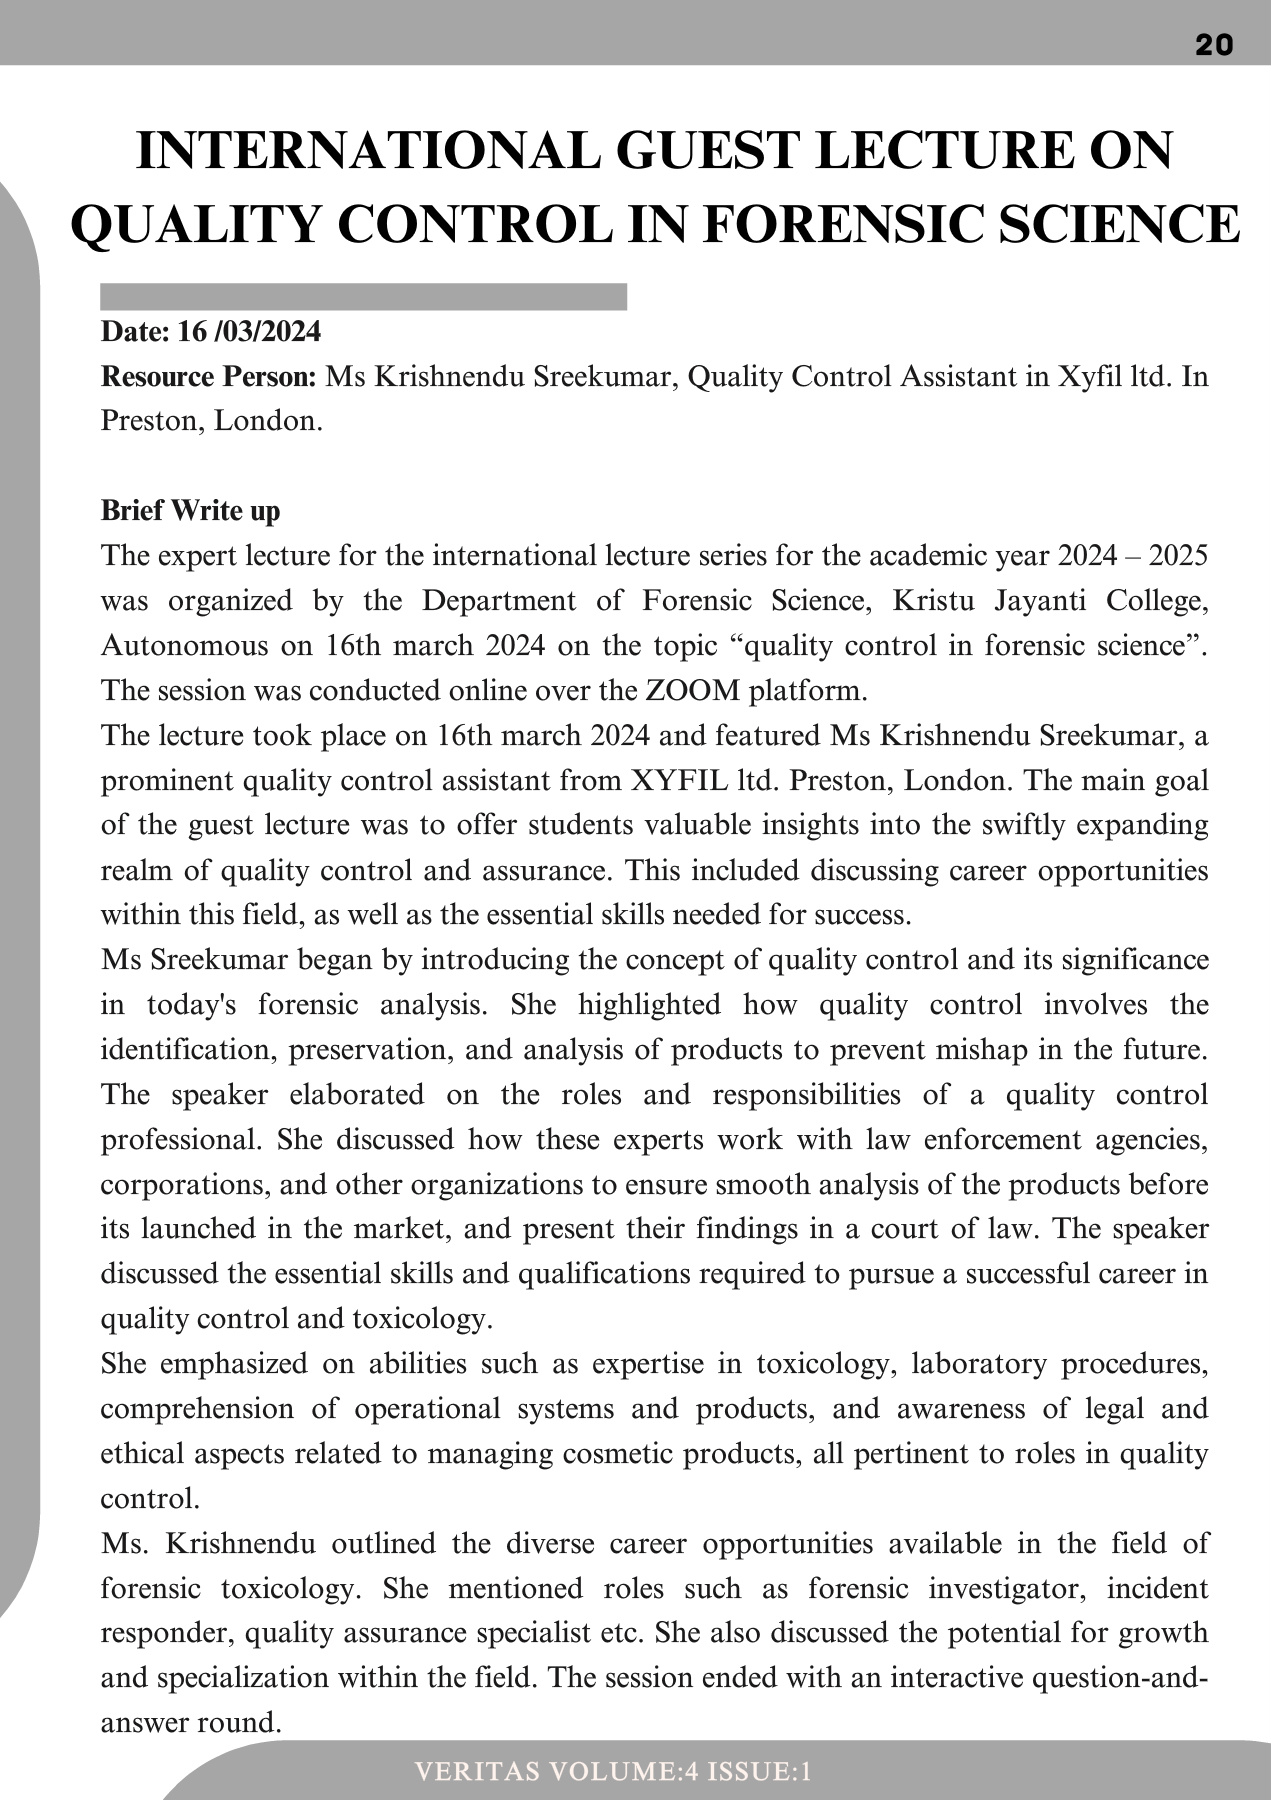 20
INTERNATIONAL GUEST LECTURE ON
QUALITY CONTROL IN FORENSIC SCIENCE
Date: 16 /03/2024
Resource Person: Ms Krishnendu Sreekumar, Quality Control Assistant in Xyfil ltd. In
Preston, London.
Brief Write up
The expert lecture for the international lecture series for the academic year 2024 – 2025
was organized by the Department of Forensic Science, Kristu Jayanti College,
Autonomous on 16th march 2024 on the topic “quality control in forensic science”.
The session was conducted online over the ZOOM platform.
The lecture took place on 16th march 2024 and featured Ms Krishnendu Sreekumar, a
prominent quality control assistant from XYFIL ltd. Preston, London. The main goal
of the guest lecture was to offer students valuable insights into the swiftly expanding
realm of quality control and assurance. This included discussing career opportunities
within this field, as well as the essential skills needed for success.
Ms Sreekumar began by introducing the concept of quality control and its significance
in today's forensic analysis. She highlighted how quality control involves the
identification, preservation, and analysis of products to prevent mishap in the future.
The speaker elaborated on the roles and responsibilities of a quality control
professional. She discussed how these experts work with law enforcement agencies,
corporations, and other organizations to ensure smooth analysis of the products before
its launched in the market, and present their findings in a court of law. The speaker
discussed the essential skills and qualifications required to pursue a successful career in
quality control and toxicology.
She emphasized on abilities such as expertise in toxicology, laboratory procedures,
comprehension of operational systems and products, and awareness of legal and
ethical aspects related to managing cosmetic products, all pertinent to roles in quality
control.
Ms. Krishnendu outlined the diverse career opportunities available in the field of
forensic toxicology. She mentioned roles such as forensic investigator, incident
responder, quality assurance specialist etc. She also discussed the potential for growth
and specialization within the field. The session ended with an interactive question-and-
answer round.
VERITAS VOLUME:4 ISSUE:1